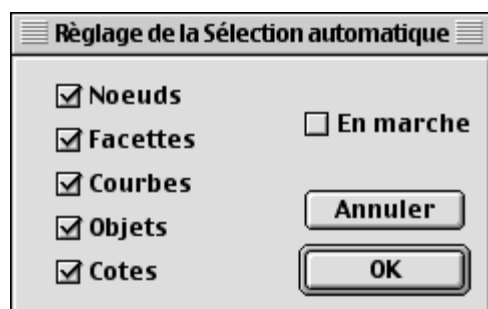 Règlage de la Sélection automatique
Noeuds
Facettes
Courbes
Objets
Cotes
En marche
Annuler
OK